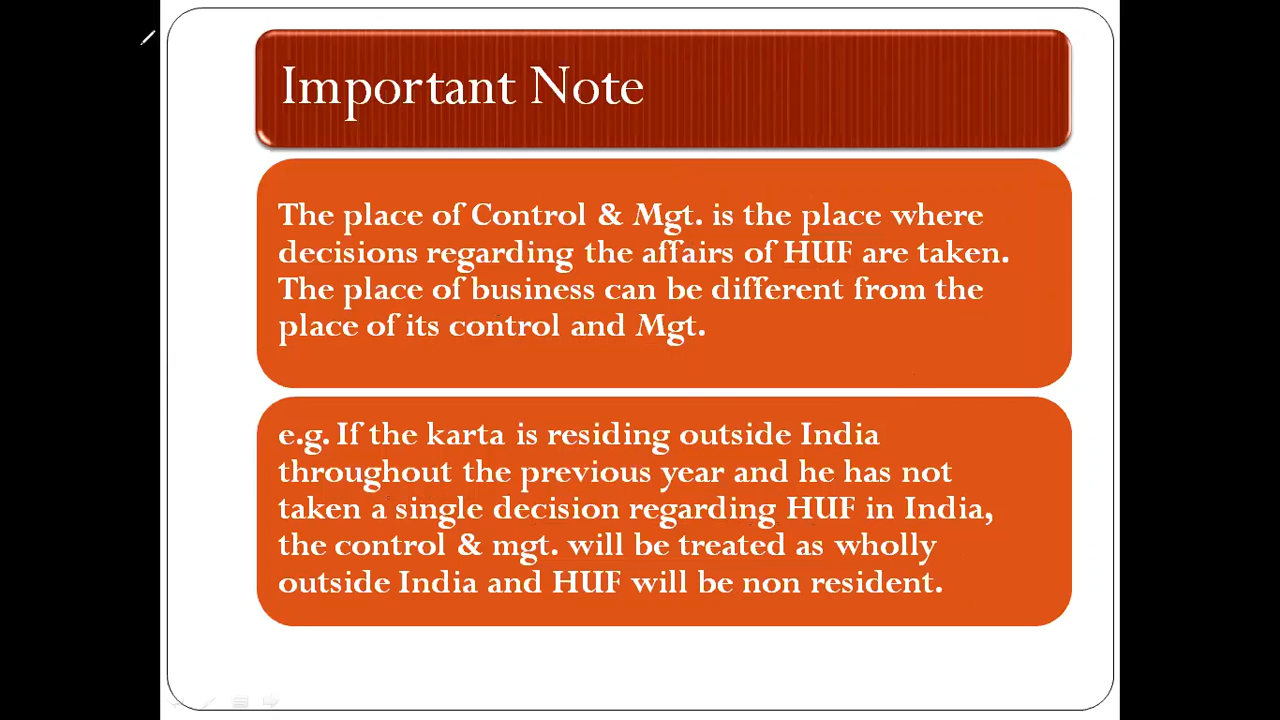 Important Note
The place of Control & Mgt. is the place where
decisions regarding the affairs of HUF are taken.
The place of business can be different from the
place of its control and Mgt.
e.g. If the karta is residing outside India
throughout the previous year and he has not
taken a single decision regarding HUF in India,
the control & mgt. will be treated as wholly
outside India and HUF will be non resident.